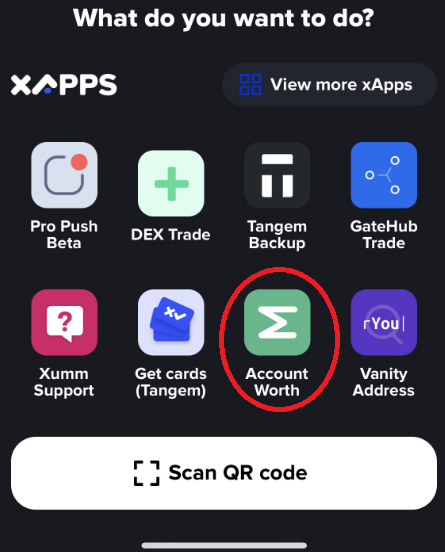 What do you want to do?
XAPPS
View more xApps
Pro Push
Beta
DEX Trade
Tangem
Backup
GateHub
Trade
Xumm
Support
Get cards
(Tangem)
Account
Worth
rYou
Vanity
Address
Scan QR code